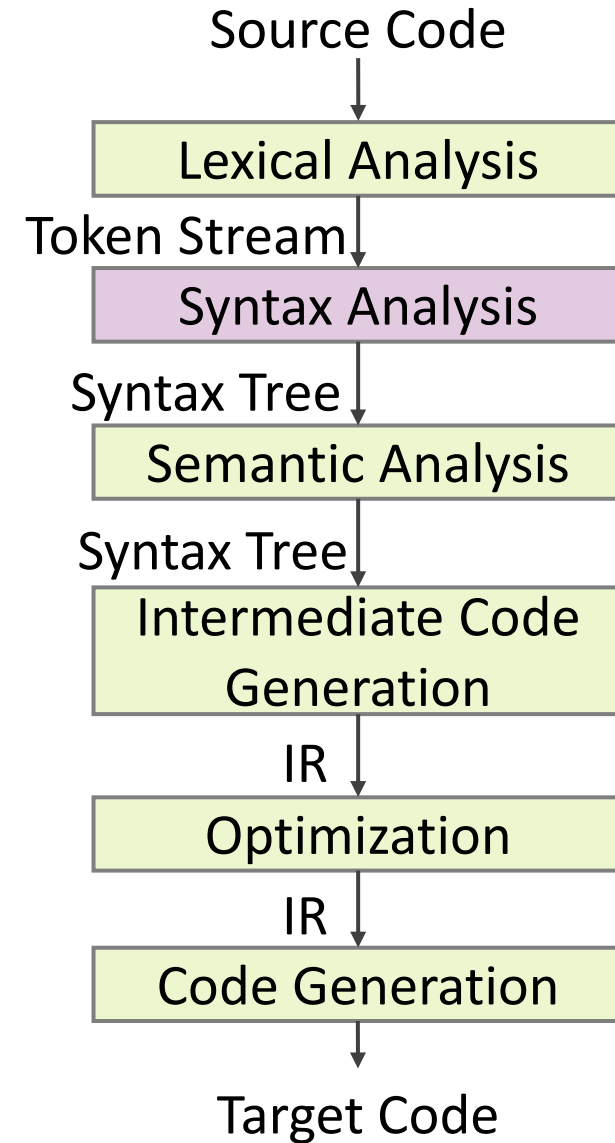 Source Code
Lexical Analysis
Token Stream
Syntax Analysis
Syntax Tree
Semantic Analysis
Syntax Tree
Intermediate Code
Generation
IR
Optimization
IR
Code Generation
Target Code